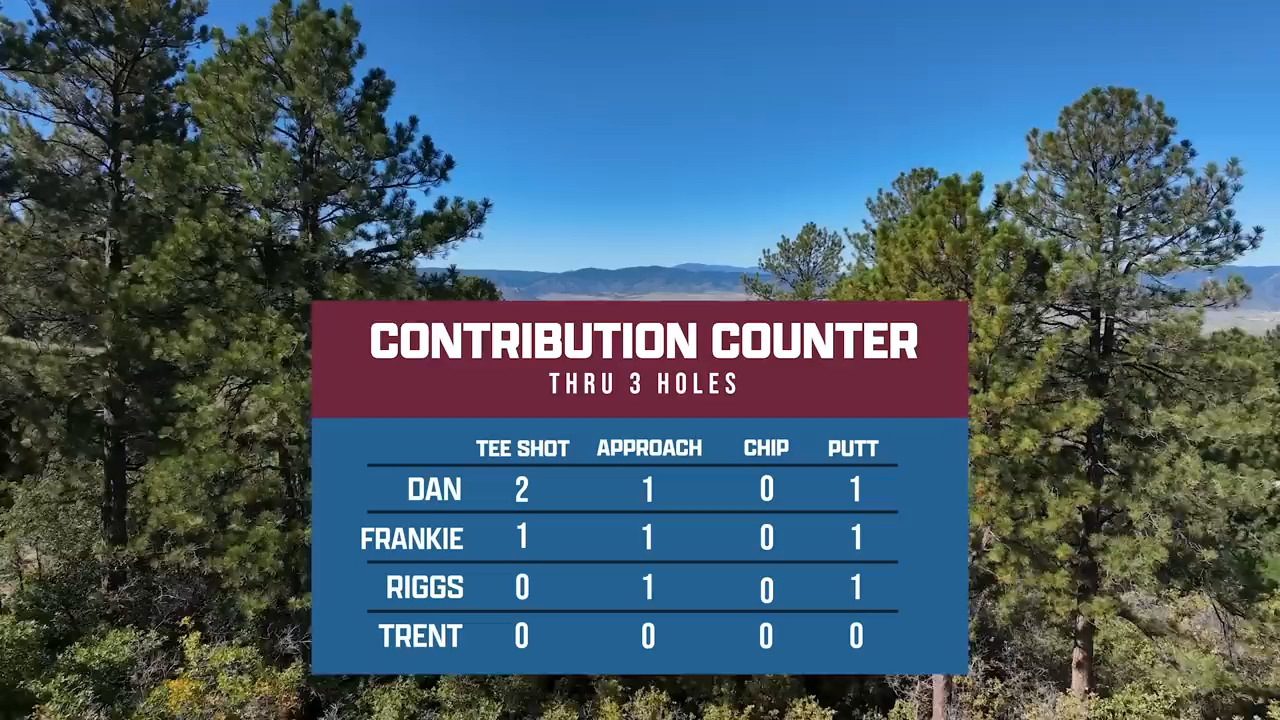 CONTRIBUTION COUNTER
THRU 3 HOLES
TEE SHOT APPROACH CHIP PUTT
DAN 2 1 0 1
FRANKIE 1 1 0 1
RIGGS 0 1 0 1
TRENT 0 0 0 0